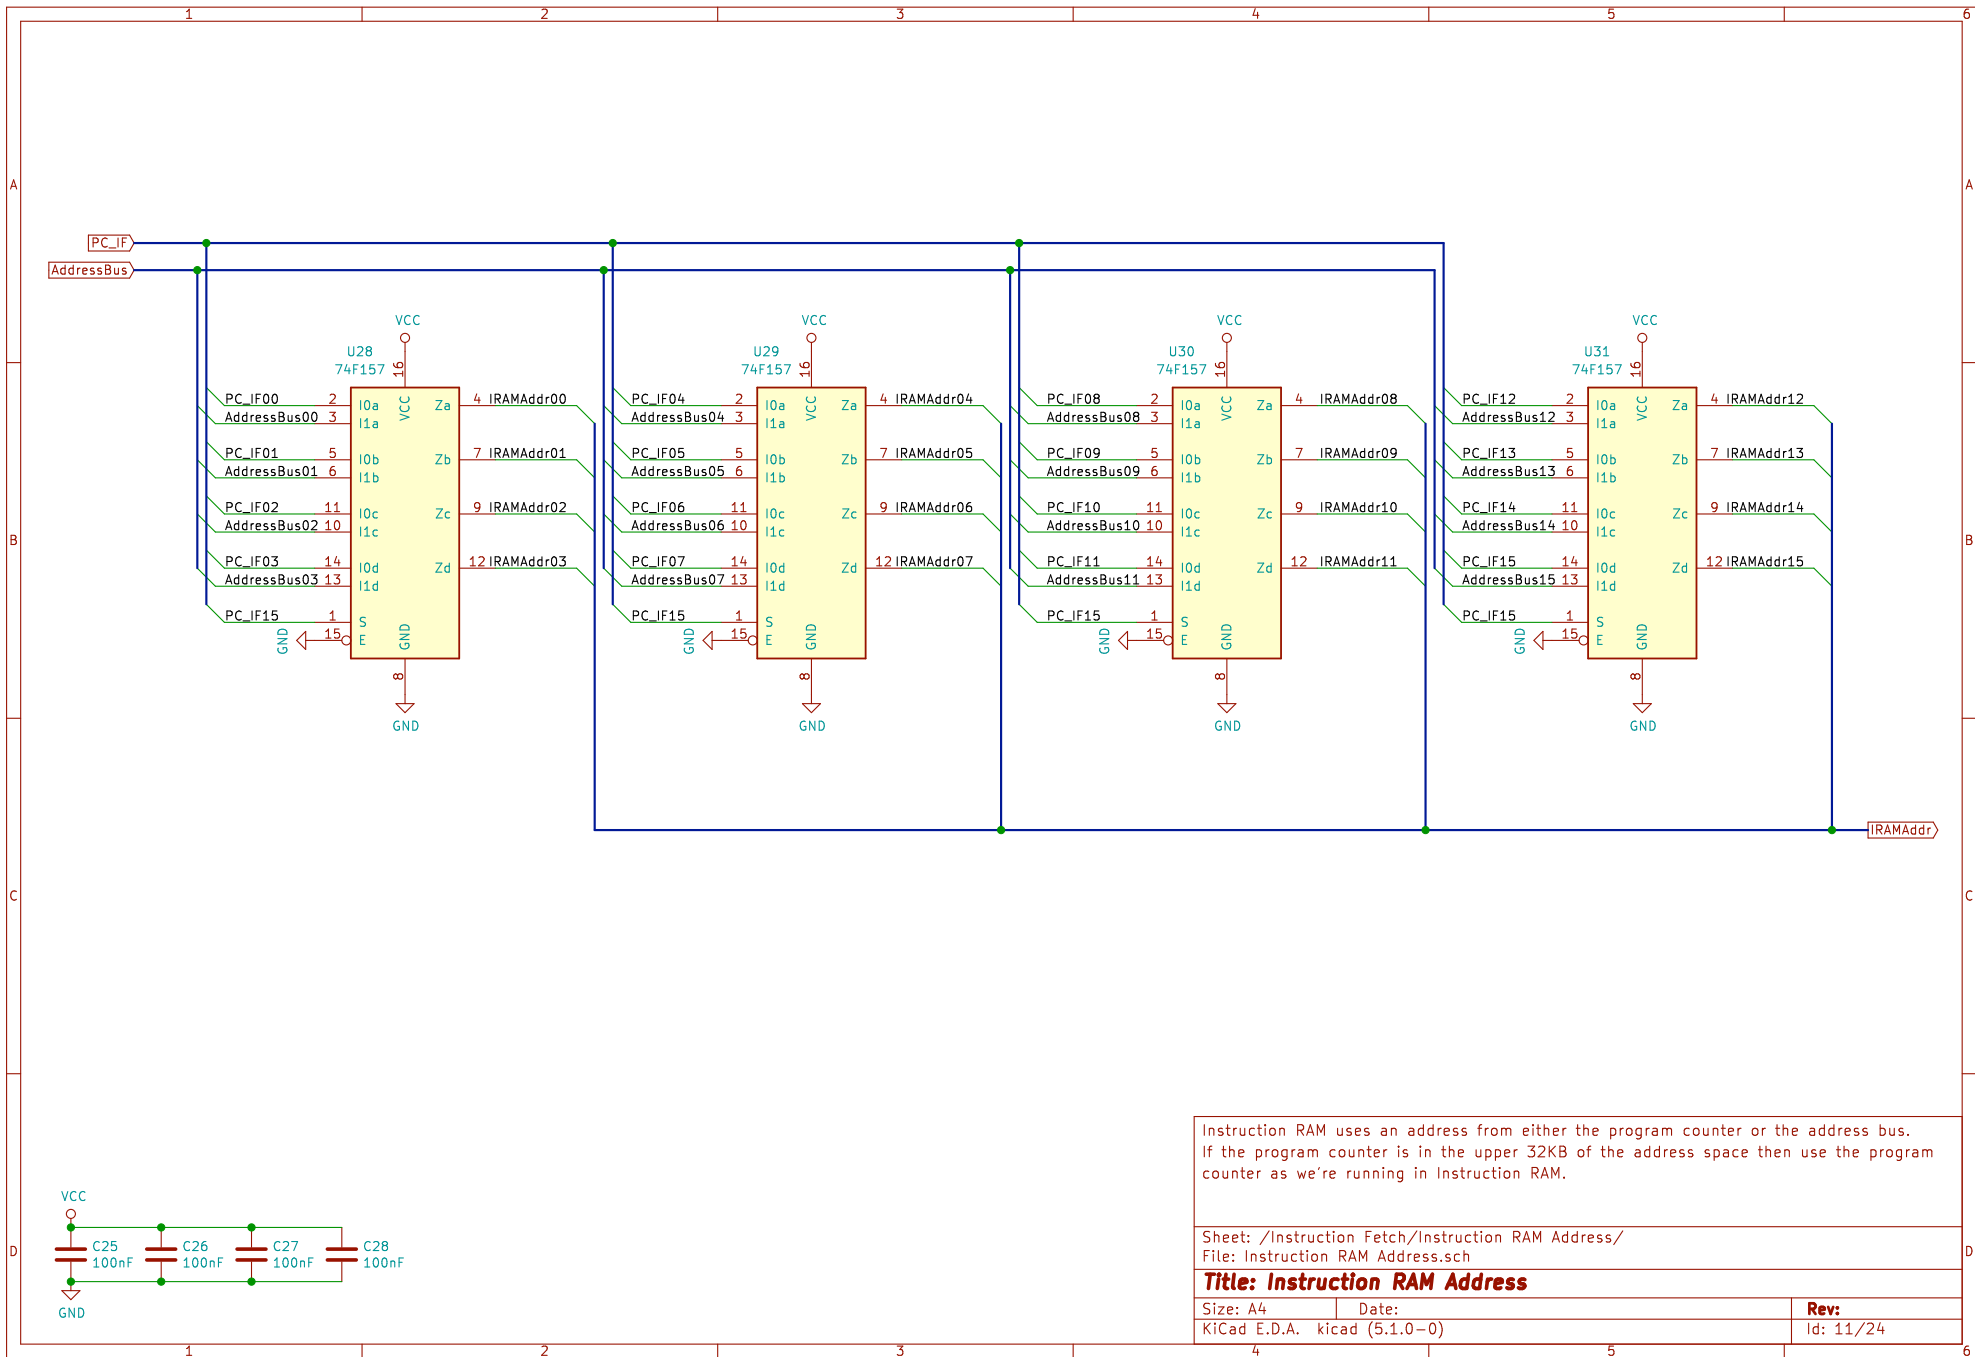 1 2 3 4 5 6
A A
PC_IF
AddressBus
VCC VCC VCC VCC
U28 U29 U30 U31
74F157 74F157 74F157 74F157
16 16 16 16
PC_IF00 2 I0a VCC Za 4 IRAMAddr00 PC_IF04 2 I0a VCC Za 4 IRAMAddr04 PC_IF08 2 I0a VCC Za 4 IRAMAddr08 PC_IF12 2 I0a VCC Za 4 IRAMAddr12
AddressBus00 3 I1a AddressBus04 3 I1a AddressBus08 3 I1a AddressBus12 3 I1a
PC_IF01 5 I0b Zb 7 IRAMAddr01 PC_IF05 5 I0b Zb 7 IRAMAddr05 PC_IF09 5 I0b Zb 7 IRAMAddr09 PC_IF13 5 I0b Zb 7 IRAMAddr13
AddressBus01 6 I1b AddressBus05 6 I1b AddressBus09 6 I1b AddressBus13 6 I1b
PC_IF02 11 I0c Zc 9 IRAMAddr02 PC_IF06 11 I0c Zc 9 IRAMAddr06 PC_IF10 11 I0c Zc 9 IRAMAddr10 PC_IF14 11 I0c Zc 9 IRAMAddr14
AddressBus02 10 I1c AddressBus06 10 I1c AddressBus10 10 I1c AddressBus14 10 I1c
B B
PC_IF03 14 I0d Zd 12 IRAMAddr03 PC_IF07 14 I0d Zd 12 IRAMAddr07 PC_IF11 14 I0d Zd 12 IRAMAddr11 PC_IF15 14 I0d Zd 12 IRAMAddr15
AddressBus03 13 I1d AddressBus07 13 I1d AddressBus11 13 I1d AddressBus15 13 I1d
PC_IF15 1 S PC_IF15 1 S PC_IF15 1 S PC_IF15 1 S
GND 15 E GND GND 15 E GND GND 15 E GND GND 15 E GND
8 8 8 8
GND GND GND GND
IRAMAddr
C C
Instruction RAM uses an address from either the program counter or the address bus.
If the program counter is in the upper 32KB of the address space then use the program
counter as we're running in Instruction RAM.
VCC
C25 C26 C27 C28
100nF 100nF 100nF 100nF
GND
D D
Sheet: /Instruction Fetch/Instruction RAM Address/
File: Instruction RAM Address.sch
Title: Instruction RAM Address
Size: A4 Date: Rev:
KiCad E.D.A. kicad (5.1.0-0) Id: 11/24
1 2 3 4 5 6